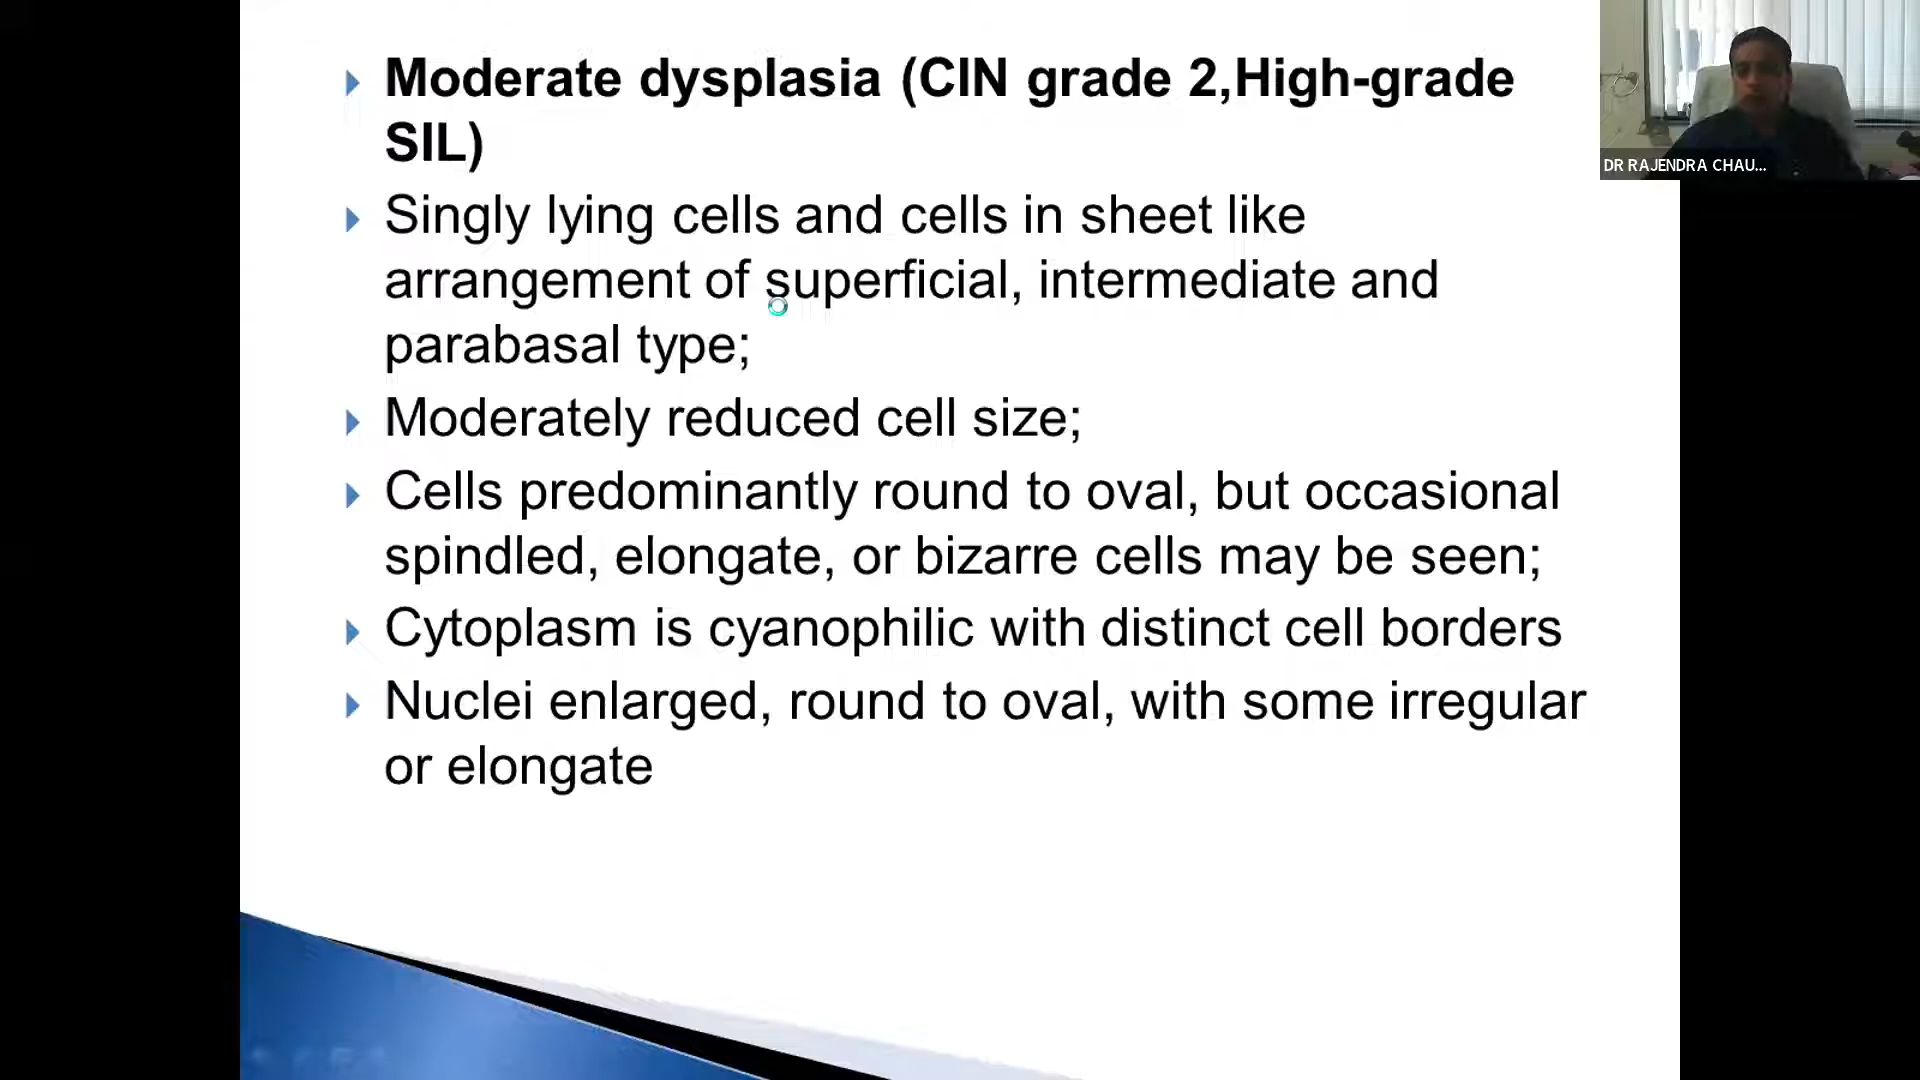 Moderate dysplasia (CIN grade 2,High-grade
SIL)
Singly lying cells and cells in sheet like
arrangement of superficial, intermediate and
parabasal type;
Moderately reduced cell size;
Cells predominantly round to oval, but occasional
spindled, elongate, or bizarre cells may be seen;
Cytoplasm is cyanophilic with distinct cell borders
Nuclei enlarged, round to oval, with some irregular
or elongate
DR RAJENDRA CHAU...